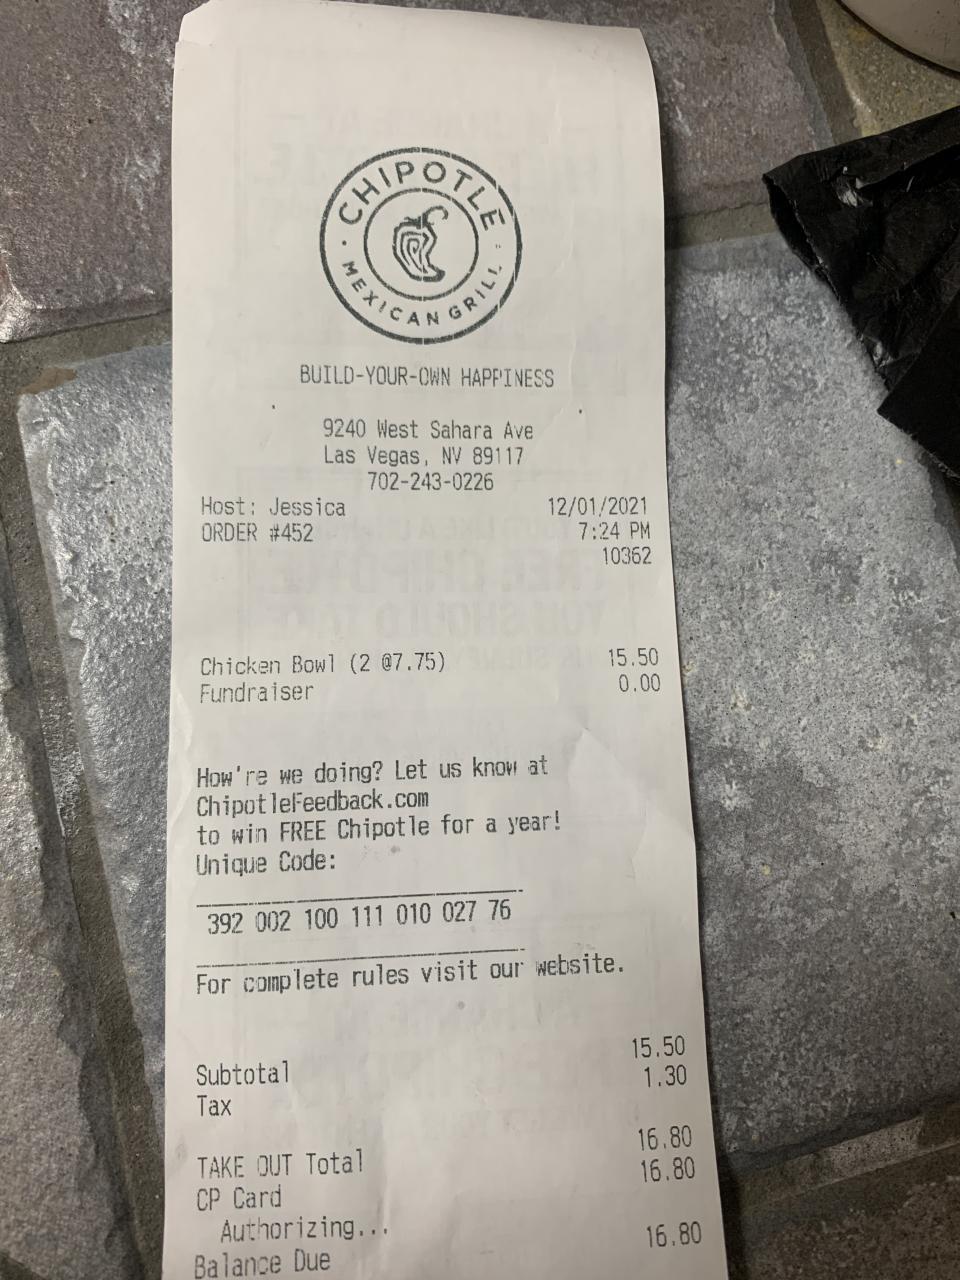 CHIPOTLE
MEXICAN GRILL
BUILD-YOUR-OWN HAPPINESS
9240 West Sahara Ave
Las Vegas, NV 89117
702-243-0226
Host: Jessica 12/01/2021
ORDER #452 7:24 PM
10362
Chicken Bowl (2 @7.75) 15.50
Fundraiser 0.00
How're we doing? Let us know at
ChipotleFeedback.com
to win FREE Chipotle for a year!
Unique Code:
392 002 100 111 010 027 76
For complete rules visit our website.
Subtotal 15.50
Tax 1.30
TAKE OUT Total 16.80
CP Card 16.80
Authorizing...
Balance Due 16.80